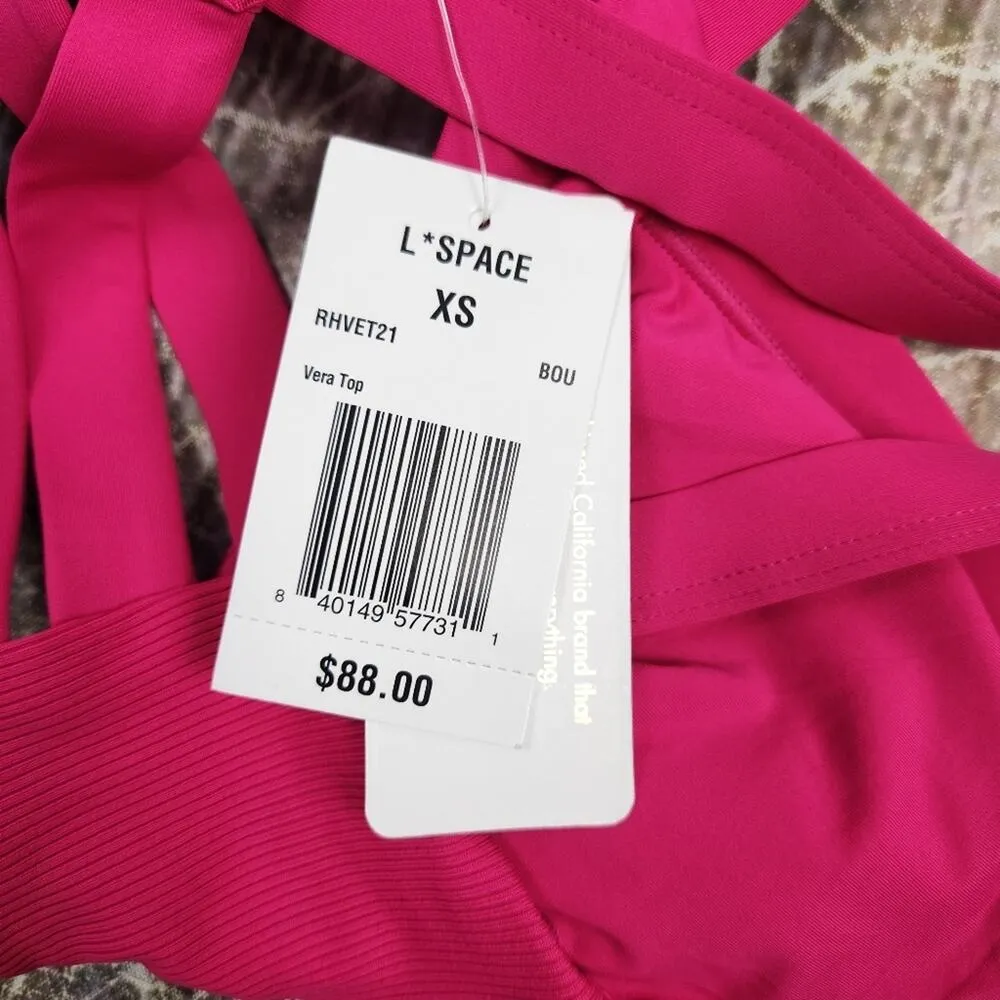 L*SPACE
XS
RHVET21
BOU
Vera Top
8 40149 57731 1
$88.00
California brand that